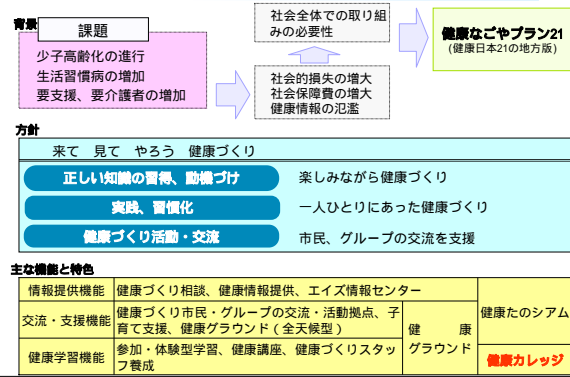 背景
課題
少子高齢化の進行
生活習慣病の増加
要支援、要介護者の増加
社会全体での取り組
みの必要性
社会的損失の増大
社会保障費の増大
健康情報の氾濫
健康なごやプラン21
(健康日本21の地方版)
方針
来て 見て やろう 健康づくり
正しい知識の習得、動機づけ
楽しみながら健康づくり
実践、習慣化
一人ひとりにあった健康づくり
健康づくり活動・交流
市民、グループの交流を支援
主な機能と特色
情報提供機能
健康づくり相談、健康情報提供、エイズ情報センター
交流・支援機能
健康づくり市民・グループの交流・活動拠点、子
育て支援、健康グラウンド(全天候型)
健康学習機能
参加・体験型学習、健康講座、健康づくりスタッ
フ養成
健 康
グラウンド
健康たのシアム
健康カレッジ